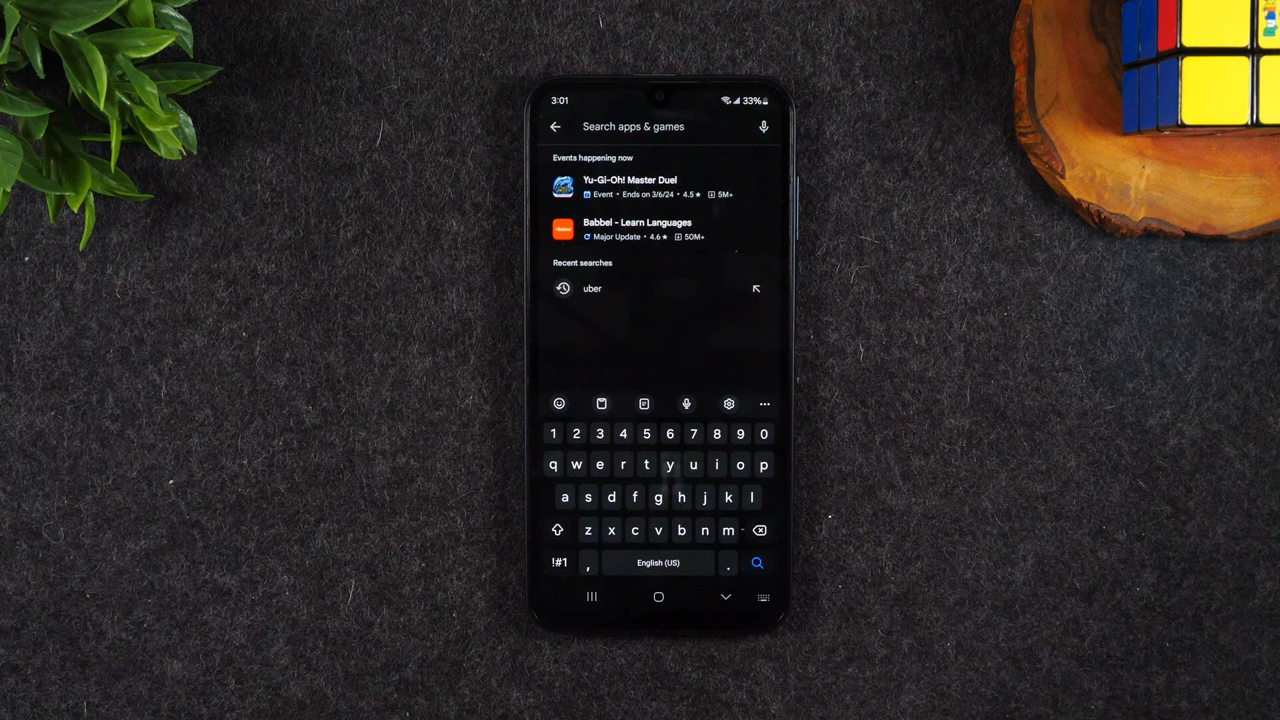 3:01
33%
Search apps & games
Events happening now
Yu-Gi-Oh! Master Duel
Event • Ends on 3/6/24 • 4.5★ 5M+
Babbel - Learn Languages
Major Update • 4.6★ 50M+
Recent searches
uber
1 2 3 4 5 6 7 8 9 0
q w e r t y u i o p
a s d f g h j k l
z x c v b n m
!#1 , English (US) .